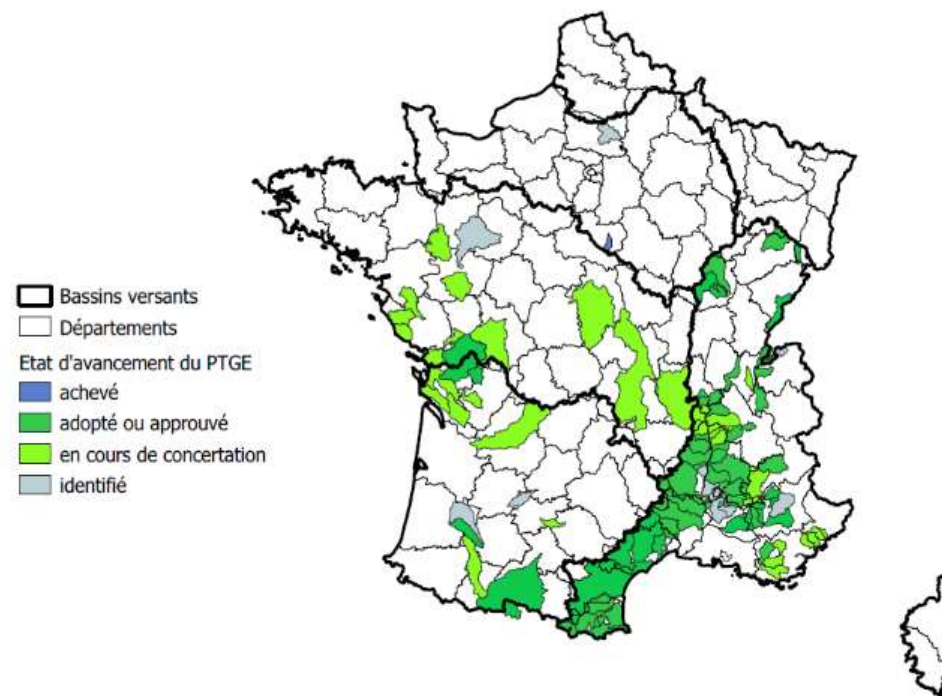 Bassins versants
Départements
Etat d'avancement du PTGE
achevé
adopté ou approuvé
en cours de concertation
identifié